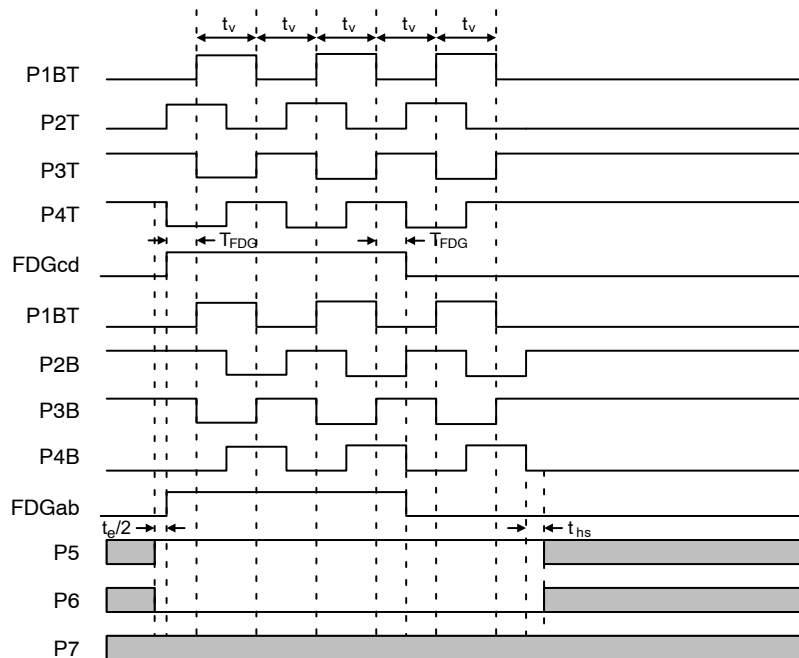 tv tv tv tv tv
P1BT
P2T
P3T
P4T
TFDG TFDG
FDGcd
P1BT
P2B
P3B
P4B
FDGab
te/2 ths
P5
P6
P7